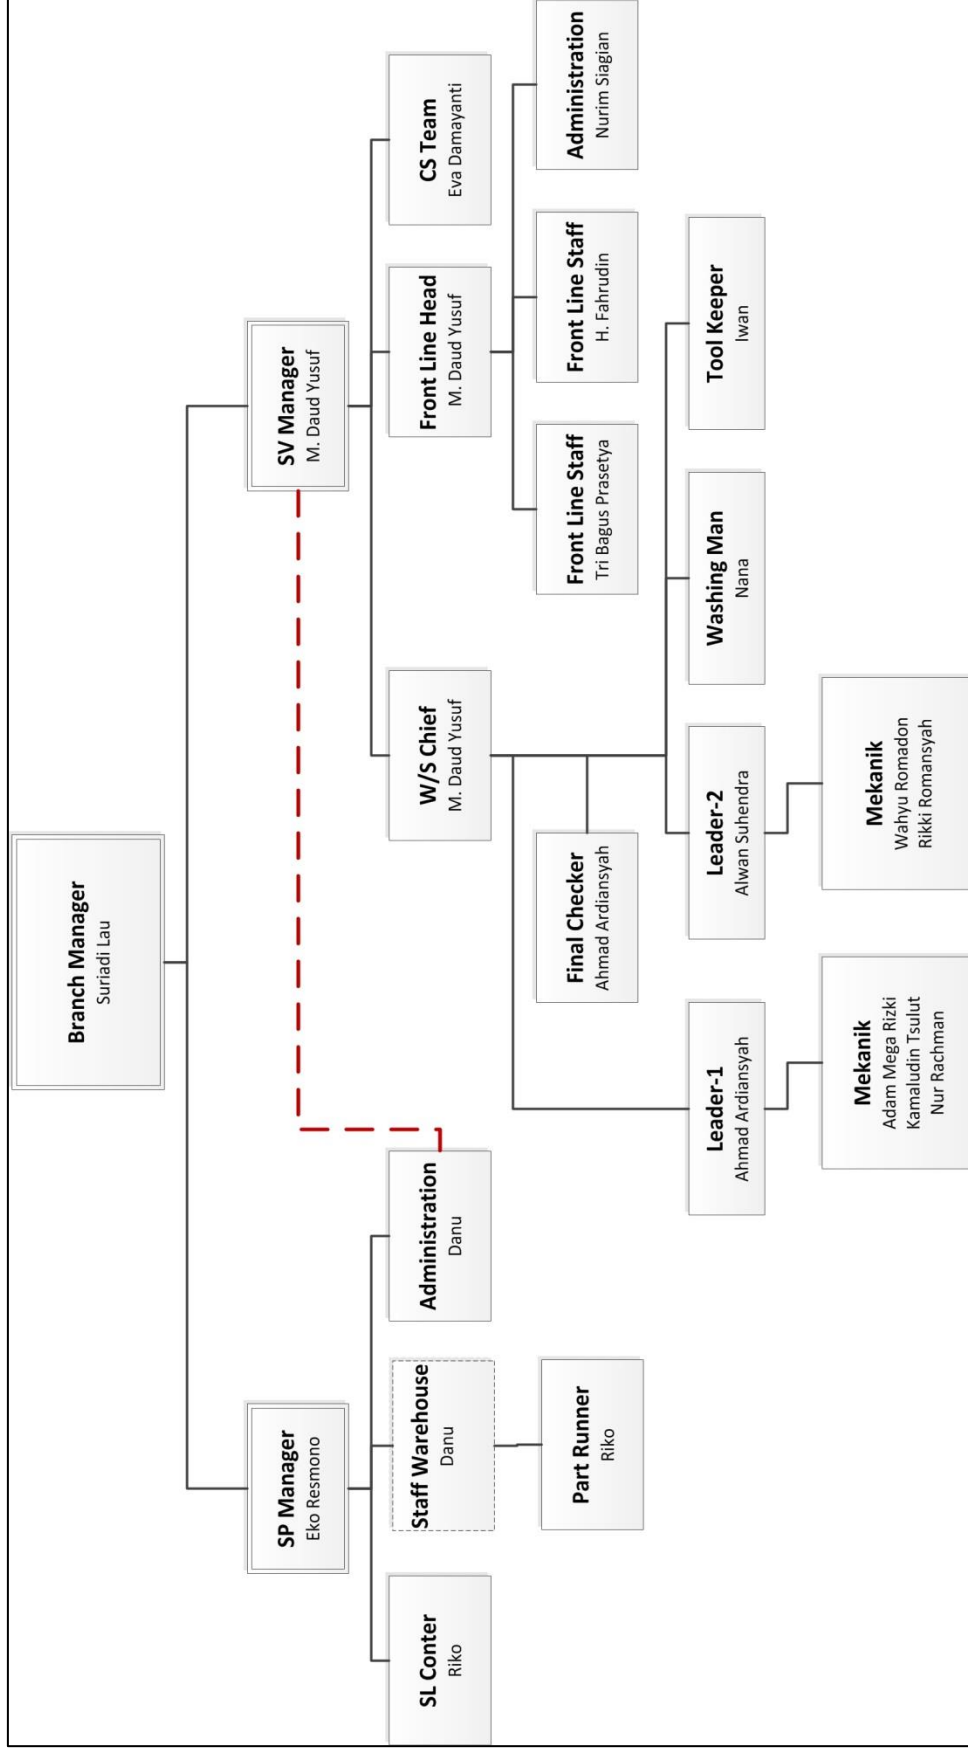 Branch Manager
Suriadi Lau
SP Manager
Eko Resmono
SV Manager
M. Daud Yusuf
SL Conter
Riko
Staff Warehouse
Danu
Administration
Danu
W/S Chief
M. Daud Yusuf
Front Line Head
M. Daud Yusuf
CS Team
Eva Damayanti
Part Runner
Riko
Final Checker
Ahmad Ardiansyah
Front Line Staff
Tri Bagus Prasetya
Front Line Staff
H. Fahrudin
Administration
Nurim Siagian
Leader-1
Ahmad Ardiansyah
Leader-2
Alwan Suhendra
Washing Man
Nana
Tool Keeper
Iwan
Mekanik
Adam Mega Rizki
Kamaludin Tsulut
Nur Rachman
Mekanik
Wahyu Romadon
Rikki Romansyah